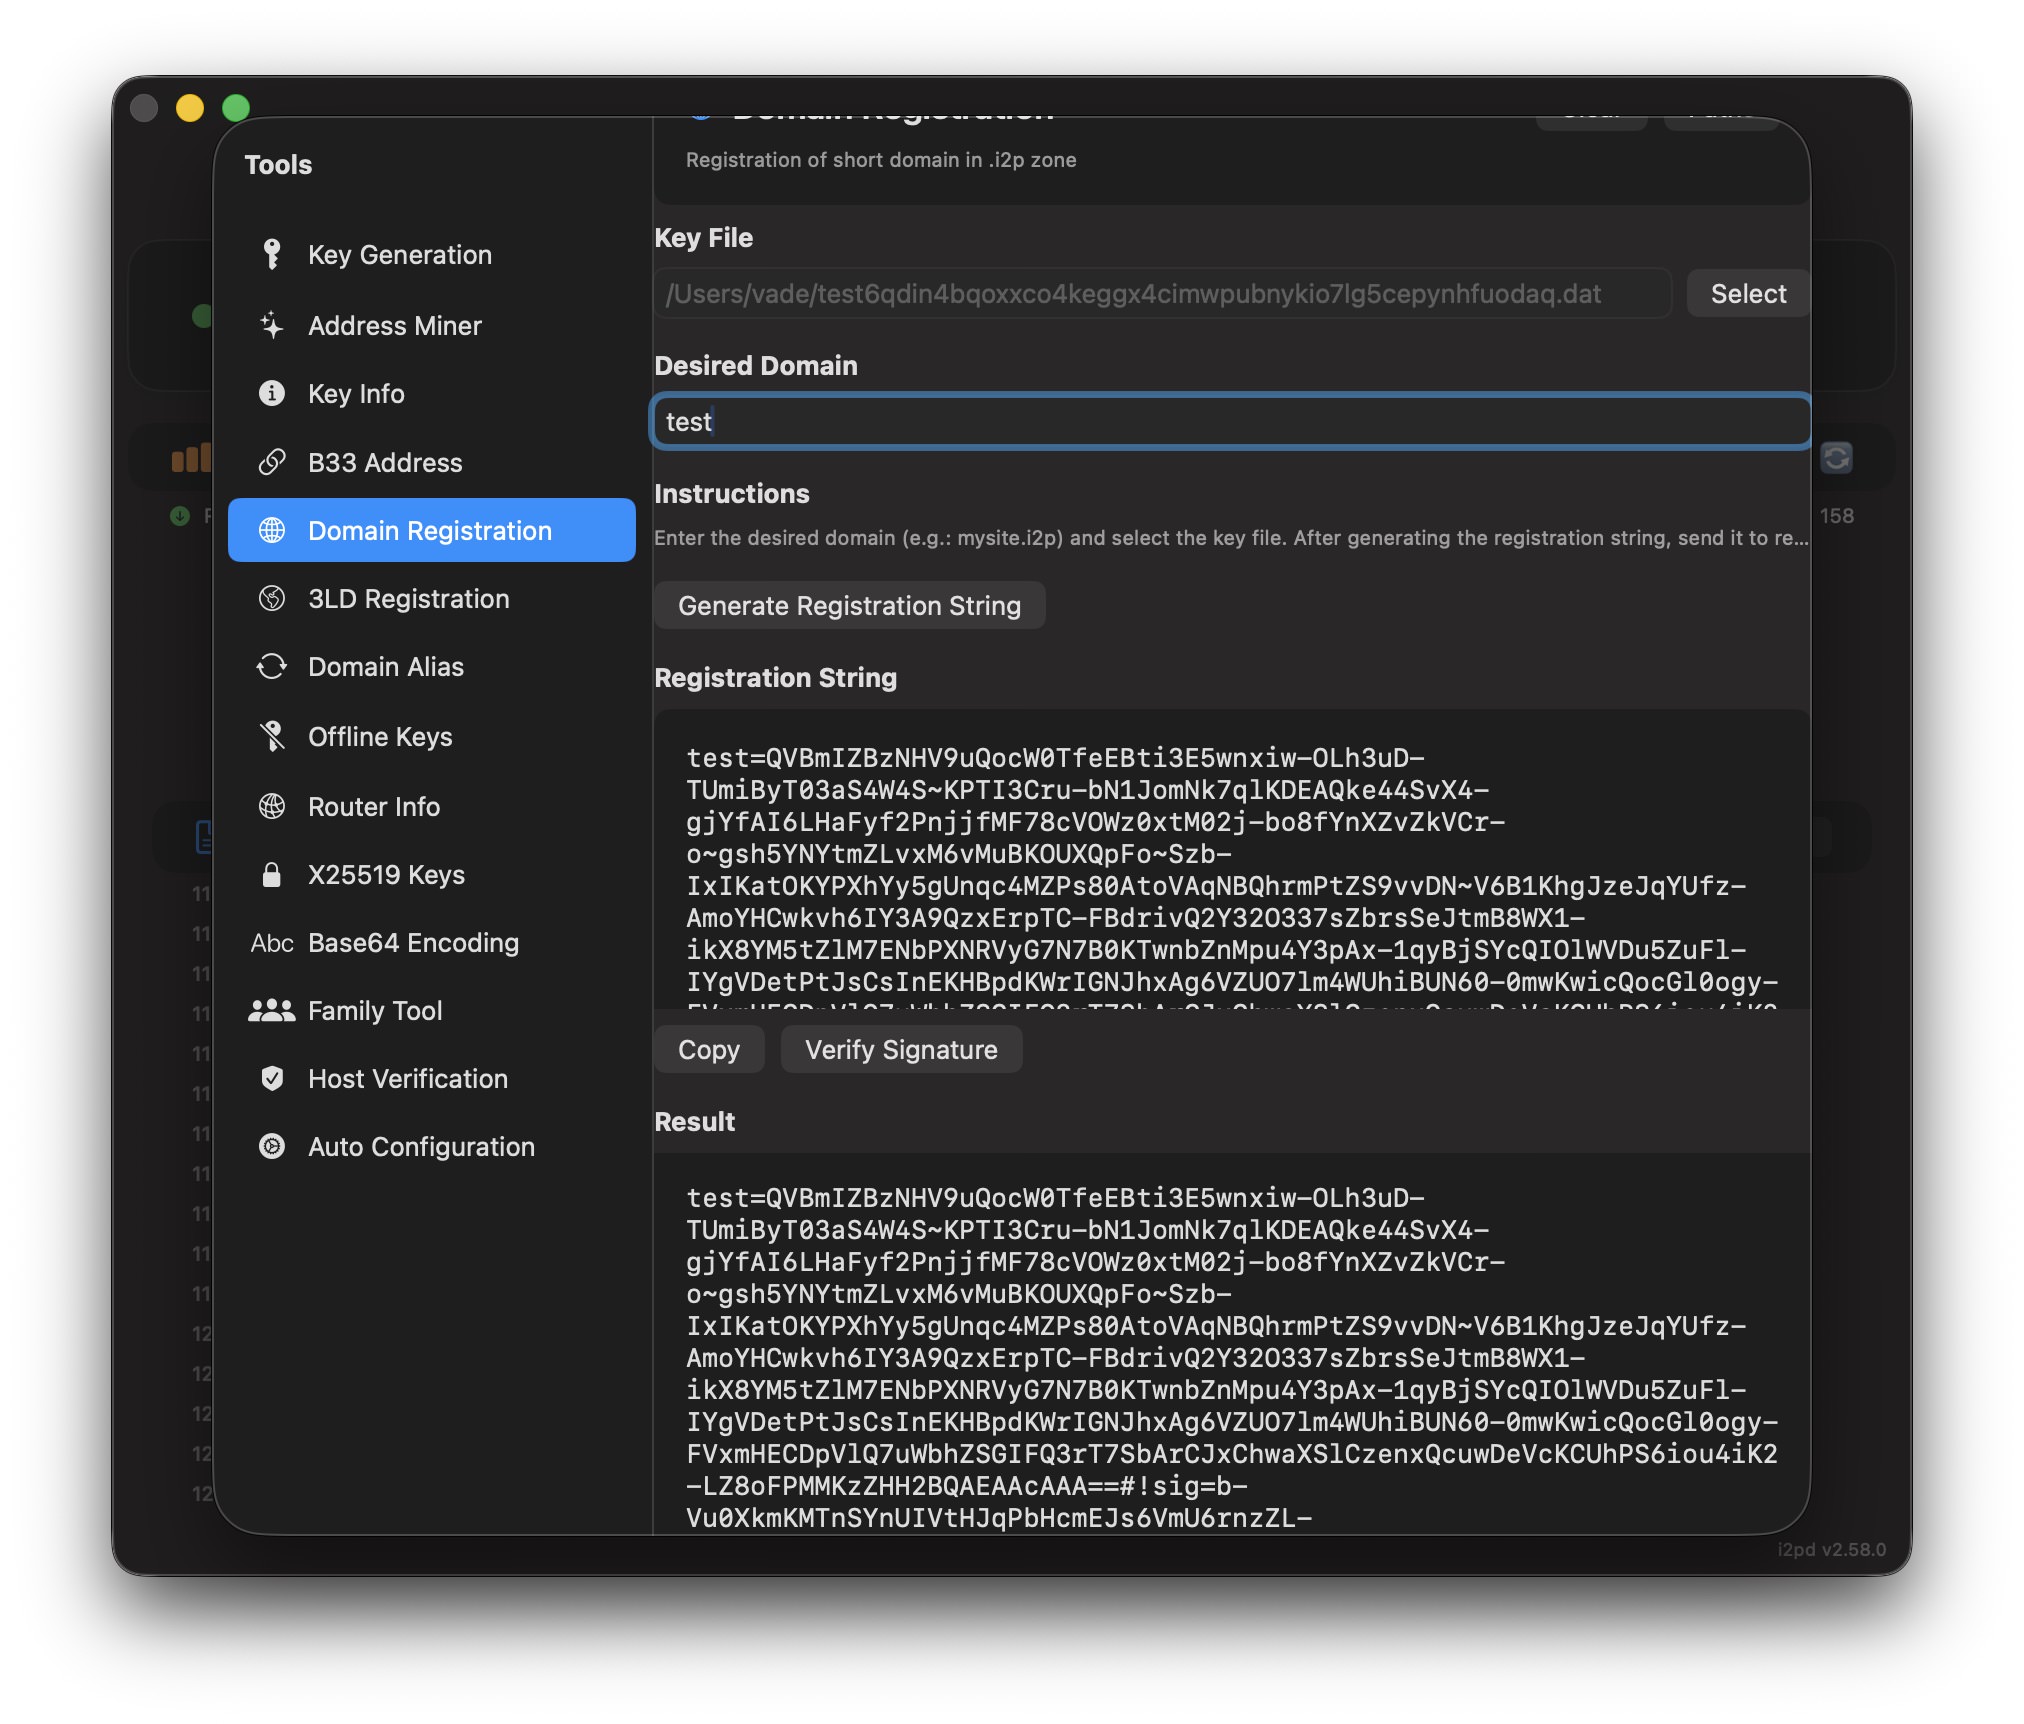 Tools
Key Generation
Address Miner
Key Info
B33 Address
Domain Registration
3LD Registration
Domain Alias
Offline Keys
Router Info
X25519 Keys
Abc Base64 Encoding
Family Tool
Host Verification
Auto Configuration
Domain Registration
Registration of short domain in .i2p zone
Key File
/Users/vade/test6qdin4bqoxxco4keggx4cimwpubnykio7lg5cepynhfuodaq.dat
Select
Desired Domain
test
Instructions
Enter the desired domain (e.g.: mysite.i2p) and select the key file. After generating the registration string, send it to re...
Generate Registration String
Registration String
test=QVBmIZBzNHV9uQocW0TfeEBti3E5wnxiw-OLh3uD-
TUmiByT03aS4W4S~KPTI3Cru-bN1JomNk7qlKDEAQke44SvX4-
gjYfAI6LHaFyf2PnjjfMF78cVOWz0xtM02j-bo8fYnXZvZkVCr-
o~gsh5YNYtmZLvxM6vMuBKOUXQpFo~Szb-
IxIKatOKYPXhYy5gUnqc4MZPs80AtoVAqNBQhrmPtZS9vvDN~V6B1KhgJzeJqYUfz-
AmoYHCwkvh6IY3A9QzxErpTC-FBdrivQ2Y32O337sZbrsSeJtmB8WX1-
ikX8YM5tZlM7ENbPXNRVyG7N7B0KTwnbZnMpu4Y3pAx-1qyBjSYcQIOlWVDu5ZuFl-
IYgVDetPtJsCsInEKHBpdKWrIGNJhxAg6VZUO7lm4WUhiBUN60-0mwKwicQocGl0ogy-
Copy
Verify Signature
Result
test=QVBmIZBzNHV9uQocW0TfeEBti3E5wnxiw-OLh3uD-
TUmiByT03aS4W4S~KPTI3Cru-bN1JomNk7qlKDEAQke44SvX4-
gjYfAI6LHaFyf2PnjjfMF78cVOWz0xtM02j-bo8fYnXZvZkVCr-
o~gsh5YNYtmZLvxM6vMuBKOUXQpFo~Szb-
IxIKatOKYPXhYy5gUnqc4MZPs80AtoVAqNBQhrmPtZS9vvDN~V6B1KhgJzeJqYUfz-
AmoYHCwkvh6IY3A9QzxErpTC-FBdrivQ2Y32O337sZbrsSeJtmB8WX1-
ikX8YM5tZlM7ENbPXNRVyG7N7B0KTwnbZnMpu4Y3pAx-1qyBjSYcQIOlWVDu5ZuFl-
IYgVDetPtJsCsInEKHBpdKWrIGNJhxAg6VZUO7lm4WUhiBUN60-0mwKwicQocGl0ogy-
FVxmHECDpVlQ7uWbhZSGIFQ3rT7SbArCJxChwaXSlCzenxQcuwDeVcKCUhPS6iou4iK2
-LZ8oFPMMKzZHH2BQAEAAcAAA==#!sig=b-
Vu0XkmKMTnSYnUIVtHJqPbHcmEJs6VmU6rnzZL-
158
i2pd v2.58.0